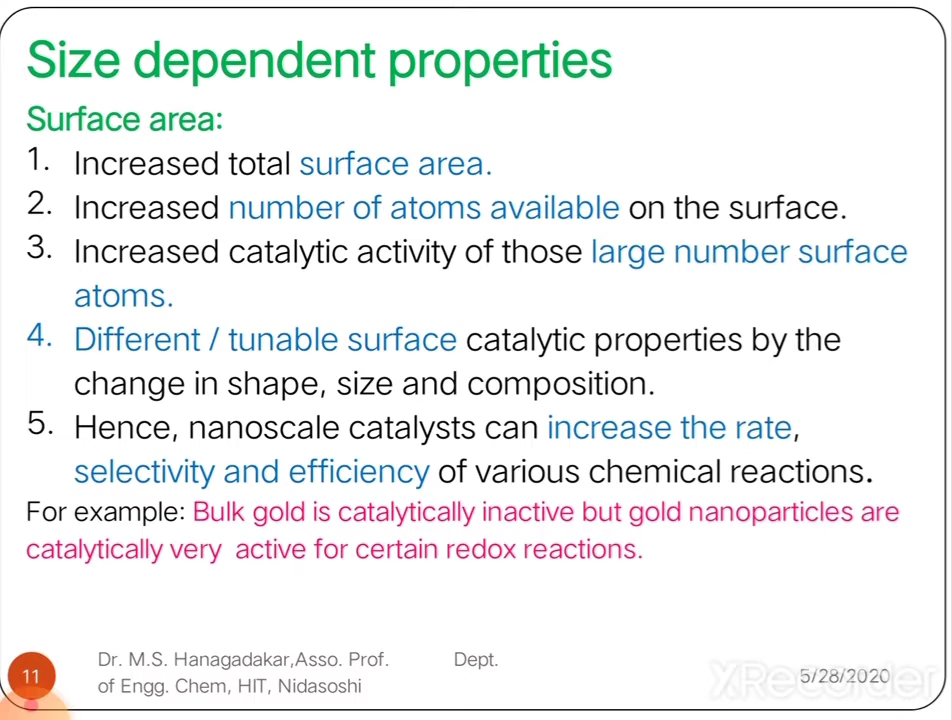 Size dependent properties
Surface area:
1. Increased total surface area.
2. Increased number of atoms available on the surface.
3. Increased catalytic activity of those large number surface
atoms.
4. Different / tunable surface catalytic properties by the
change in shape, size and composition.
5. Hence, nanoscale catalysts can increase the rate,
selectivity and efficiency of various chemical reactions.
For example: Bulk gold is catalytically inactive but gold nanoparticles are
catalytically very active for certain redox reactions.
Dr. M.S. Hanagadakar,Asso. Prof. Dept.
of Engg. Chem, HIT, Nidasoshi
11
5/28/2020
XRecorder